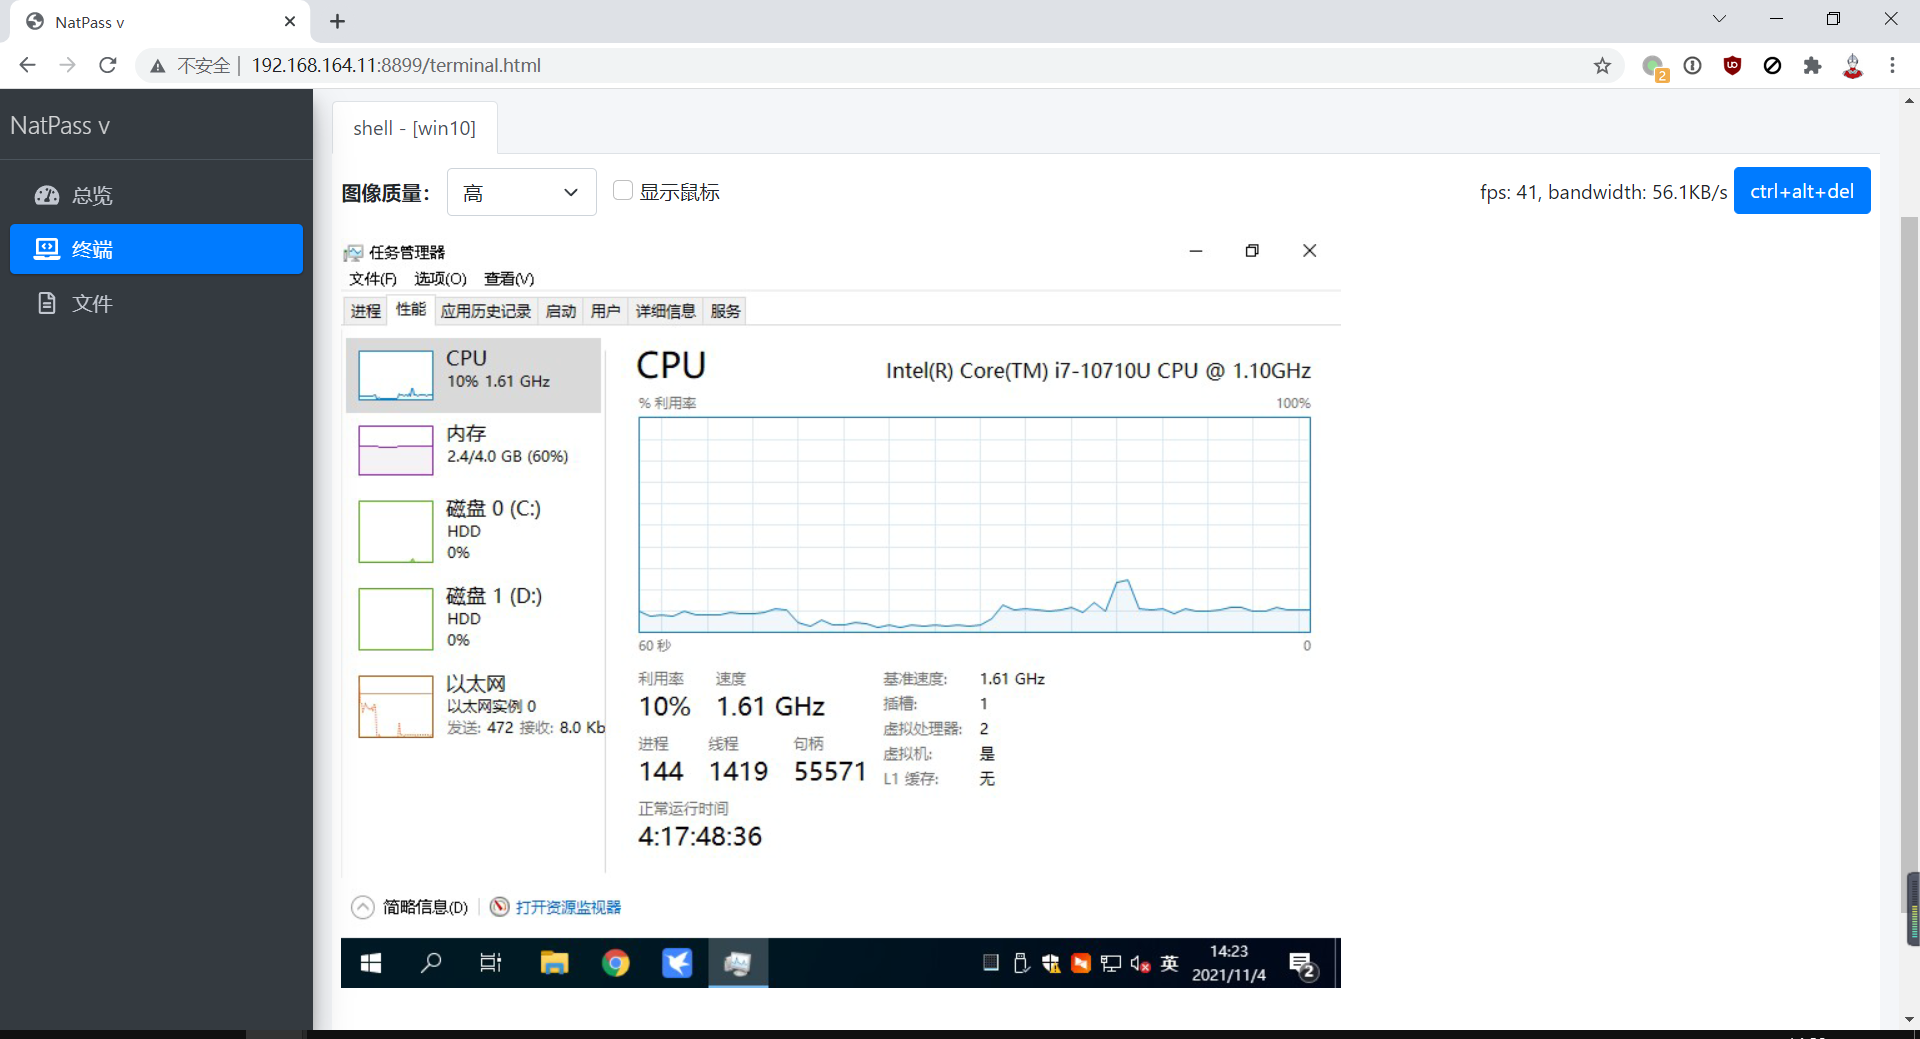 NatPass v
不安全 | 192.168.164.11:8899/terminal.html
2
NatPass v
总览
终端
文件
shell - [win10]
图像质量: 高 显示鼠标
fps: 41, bandwidth: 56.1KB/s ctrl+alt+del
任务管理器
文件(F) 选项(O) 查看(V)
进程 性能 应用历史记录 启动 用户 详细信息 服务
CPU
10% 1.61 GHz
内存
2.4/4.0 GB (60%)
磁盘 0 (C:)
HDD
0%
磁盘 1 (D:)
HDD
0%
以太网
以太网实例 0
发送: 472 接收: 8.0 Kb
CPU Intel(R) Core(TM) i7-10710U CPU @ 1.10GHz
% 利用率 100%
60 秒 0
利用率 速度
10% 1.61 GHz
进程 线程 句柄
144 1419 55571
正常运行时间
4:17:48:36
基准速度: 1.61 GHz
插槽: 1
虚拟处理器: 2
虚拟机: 是
L1 缓存: 无
简略信息(D) 打开资源监视器
英 14:23
2021/11/4
2